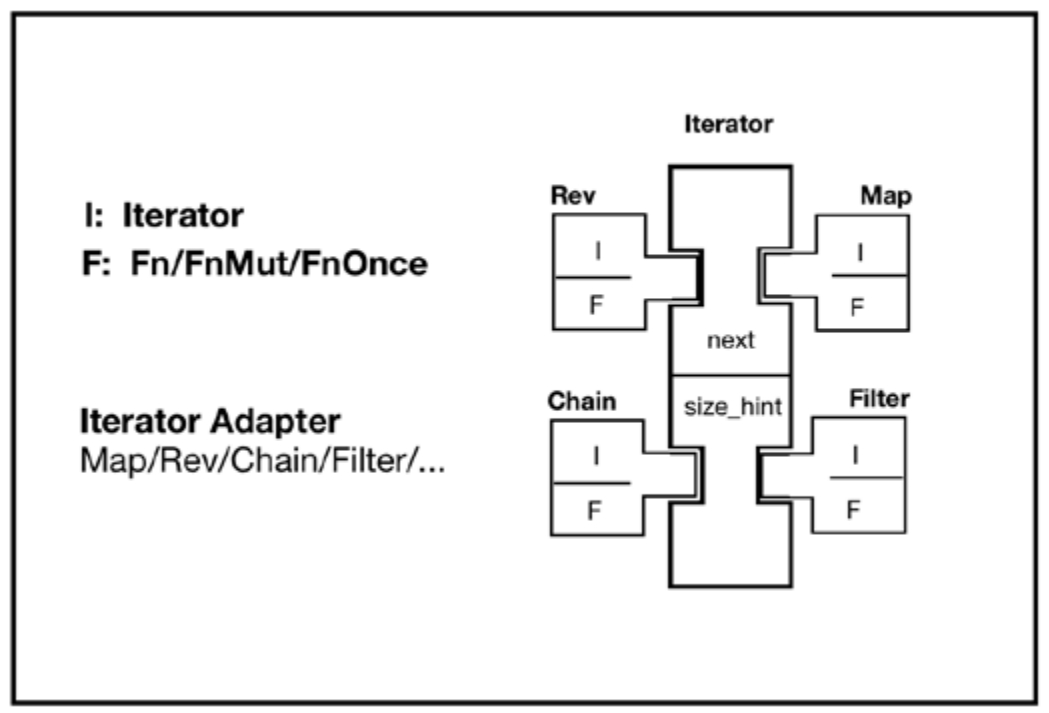 I: Iterator
F: Fn/FnMut/FnOnce
Iterator Adapter
Map/Rev/Chain/Filter/...
Iterator
Rev
I
F
Map
I
F
next
size_hint
Chain
I
F
Filter
I
F